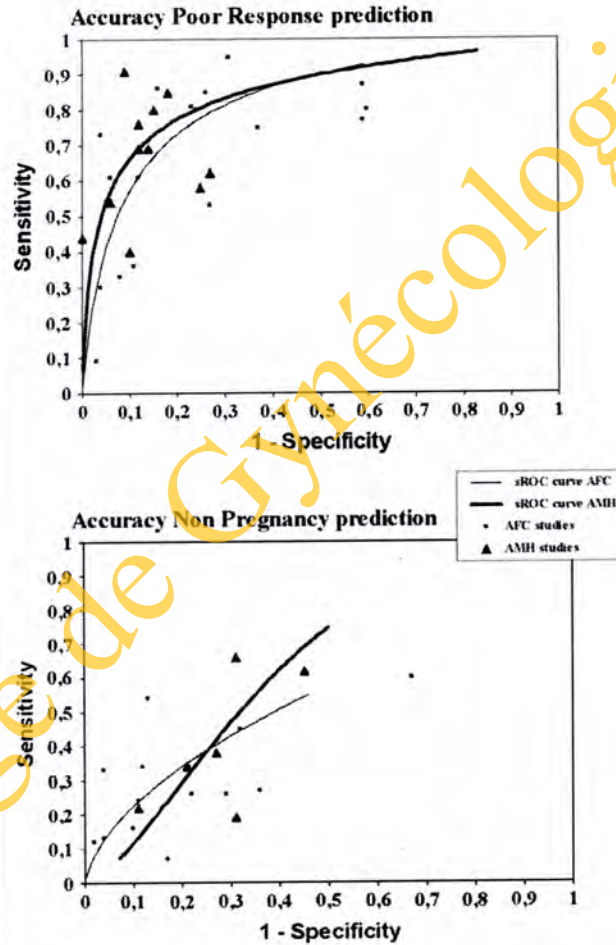 Accuracy Poor Response prediction
1
0,9
0,8
0,7
0,6
0,5
0,4
0,3
0,2
0,1
0
Sensitivity
0 0,1 0,2 0,3 0,4 0,5 0,6 0,7 0,8 0,9 1
1 - Specificity
sROC curve AFC
sROC curve AMH
AFC studies
AMH studies
Accuracy Non Pregnancy prediction
1
0,9
0,8
0,7
0,6
0,5
0,4
0,3
0,2
0,1
0
Sensitivity
0 0,1 0,2 0,3 0,4 0,5 0,6 0,7 0,8 0,9 1
1 - Specificity
de Gynécologi